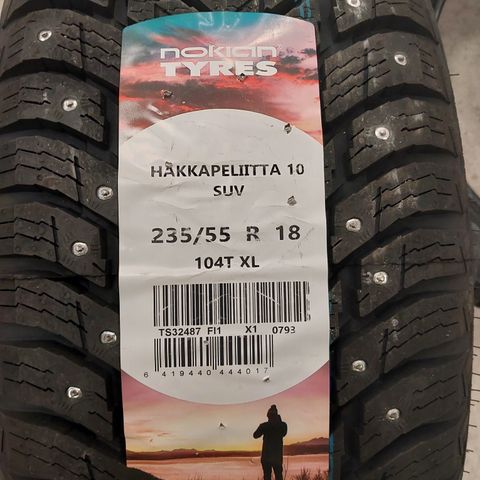 nokian
TYRES
HAKKAPELIITTA 10
SUV
235/55 R 18
104T XL
TS32487 FI1 X1 0793
6 419440 444017